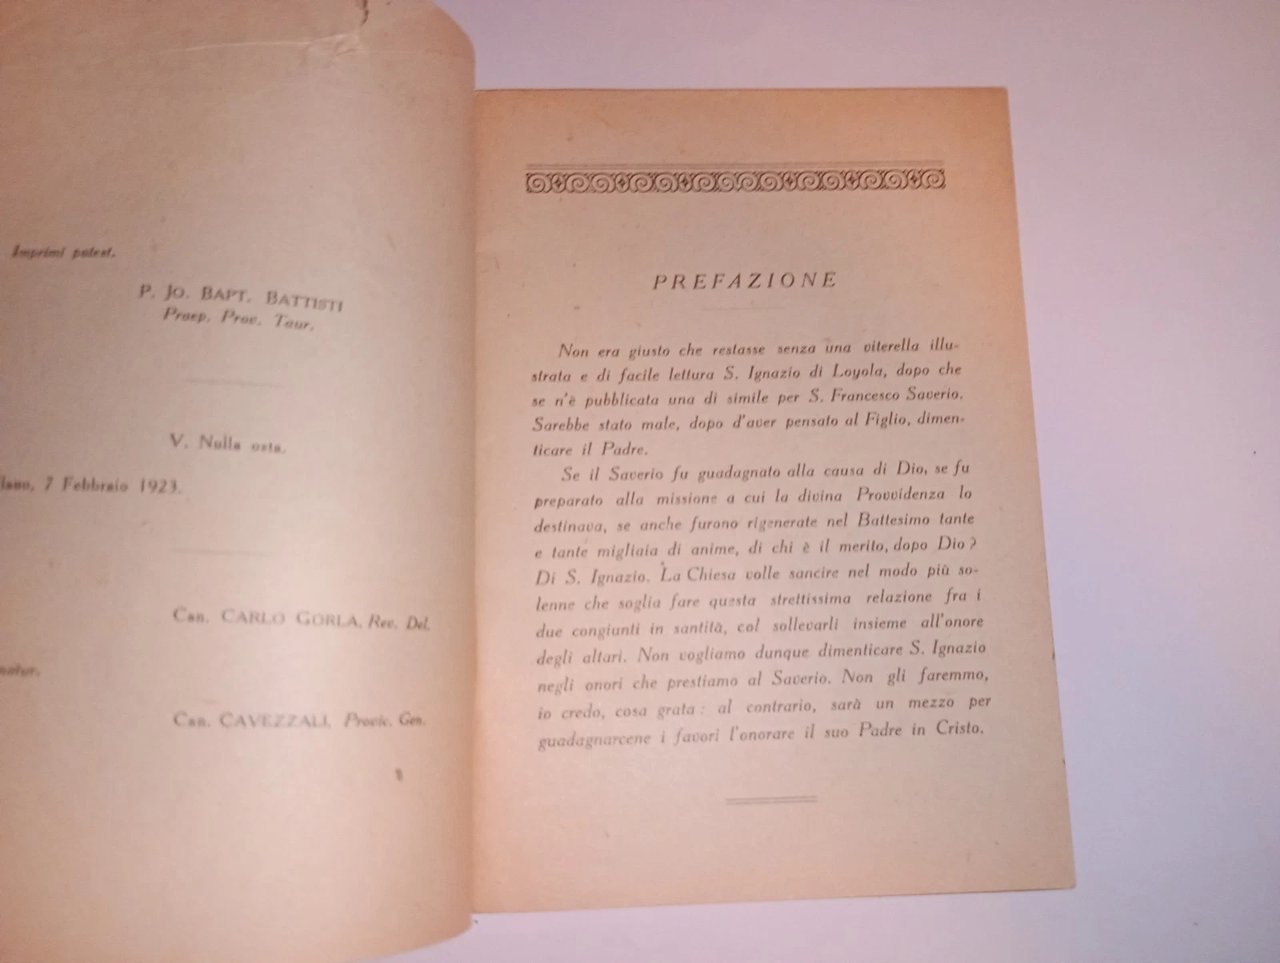 Imprimi potest.
P. JO. BAPT. BATTISTI
Praep. Prov. Taur.
V. Nulla osta.
lano, 7 Febbraio 1923.
Can. CARLO GORLA, Rev. Del.
natur.
Can. CAVEZZALI, Provic. Gen.
PREFAZIONE
Non era giusto che restasse senza una viterella illu-
strata e di facile lettura S. Ignazio di Loyola, dopo che
se n'è pubblicata una di simile per S. Francesco Saverio.
Sarebbe stato male, dopo d'aver pensato al Figlio, dimen-
ticare il Padre.
Se il Saverio fu guadagnato alla causa di Dio, se fu
preparato alla missione a cui la divina Provvidenza lo
destinava, se anche furono rigenerate nel Battesimo tante
e tante migliaia di anime, di chi è il merito, dopo Dio?
Di S. Ignazio. La Chiesa volle sancire nel modo più so-
lenne che soglia fare questa strettissima relazione fra i
due congiunti in santità, col sollevarli insieme all'onore
degli altari. Non vogliamo dunque dimenticare S. Ignazio
negli onori che prestiamo al Saverio. Non gli faremmo,
io credo, cosa grata: al contrario, sarà un mezzo per
guadagnarcene i favori l'onorare il suo Padre in Cristo.